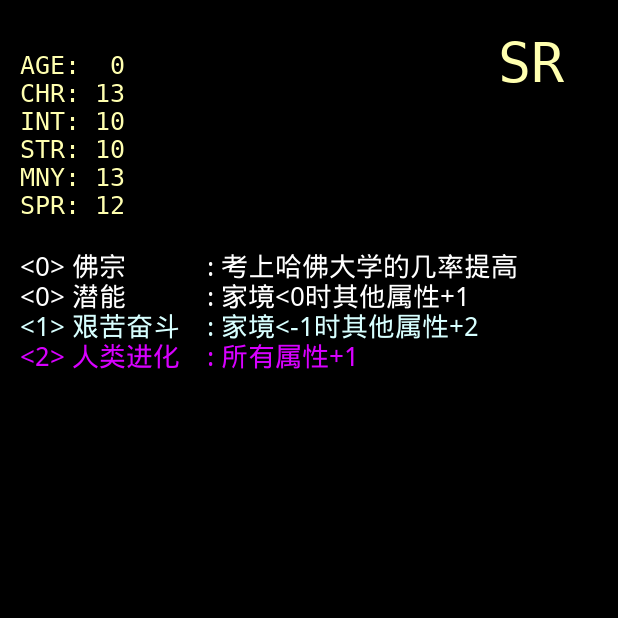 SR
AGE: 0
CHR: 13
INT: 10
STR: 10
MNY: 13
SPR: 12
<0> 佛宗 : 考上哈佛大学的几率提高
<0> 潜能 : 家境<0时其他属性+1
<1> 艰苦奋斗 : 家境<-1时其他属性+2
<2> 人类进化 : 所有属性+1